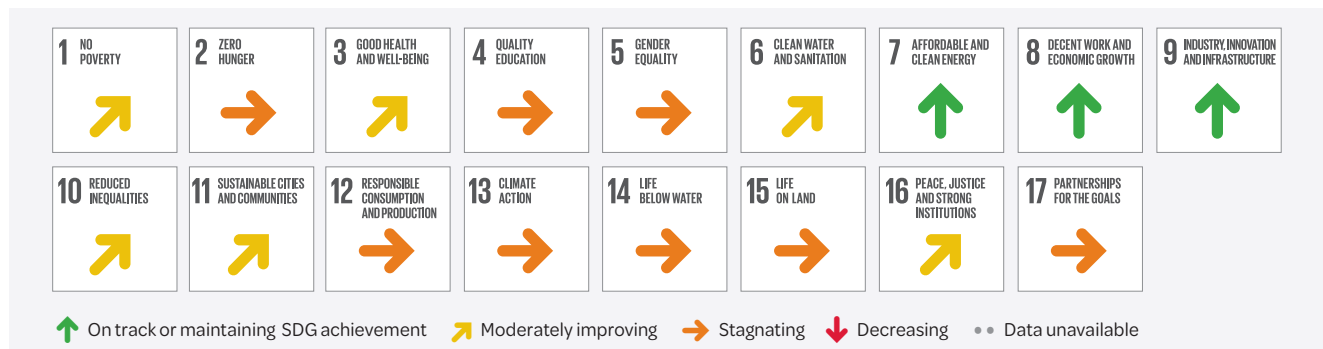 1 NO
POVERTY
2 ZERO
HUNGER
3 GOOD HEALTH
AND WELL-BEING
4 QUALITY
EDUCATION
5 GENDER
EQUALITY
6 CLEAN WATER
AND SANITATION
7 AFFORDABLE AND
CLEAN ENERGY
8 DECENT WORK AND
ECONOMIC GROWTH
9 INDUSTRY, INNOVATION
AND INFRASTRUCTURE
10 REDUCED
INEQUALITIES
11 SUSTAINABLE CITIES
AND COMMUNITIES
12 RESPONSIBLE
CONSUMPTION
AND PRODUCTION
13 CLIMATE
ACTION
14 LIFE
BELOW WATER
15 LIFE
ON LAND
16 PEACE, JUSTICE
AND STRONG
INSTITUTIONS
17 PARTNERSHIPS
FOR THE GOALS
On track or maintaining SDG achievement Moderately improving Stagnating Decreasing Data unavailable